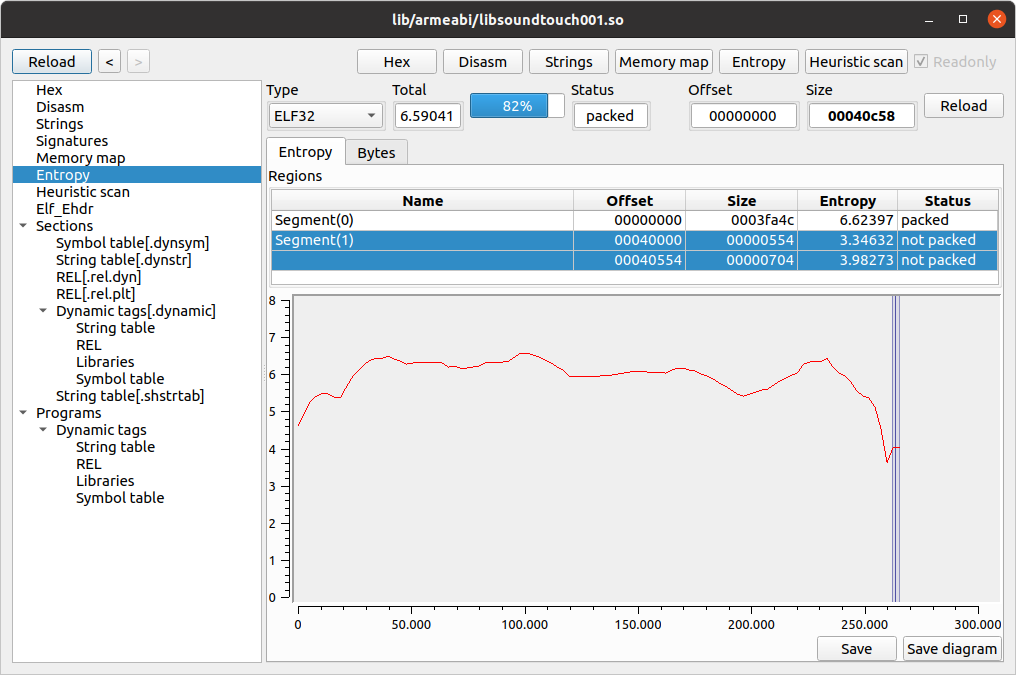 lib/armeabi/libsoundtouch001.so
Reload < > Hex Disasm Strings Memory map Entropy Heuristic scan Readonly
Hex
Disasm
Strings
Signatures
Memory map
Entropy
Heuristic scan
Elf_Ehdr
Sections
Symbol table[.dynsym]
String table[.dynstr]
REL[.rel.dyn]
REL[.rel.plt]
Dynamic tags[.dynamic]
String table
REL
Libraries
Symbol table
String table[.shstrtab]
Programs
Dynamic tags
String table
REL
Libraries
Symbol table
Type Total Status Offset Size
ELF32 6.59041 82% packed 00000000 00040c58 Reload
Entropy Bytes
Regions
Name Offset Size Entropy Status
Segment(0) 00000000 0003fa4c 6.62397 packed
Segment(1) 00040000 00000554 3.34632 not packed
00040554 00000704 3.98273 not packed
8
7
6
5
4
3
2
1
0
0 50.000 100.000 150.000 200.000 250.000 300.000
Save Save diagram